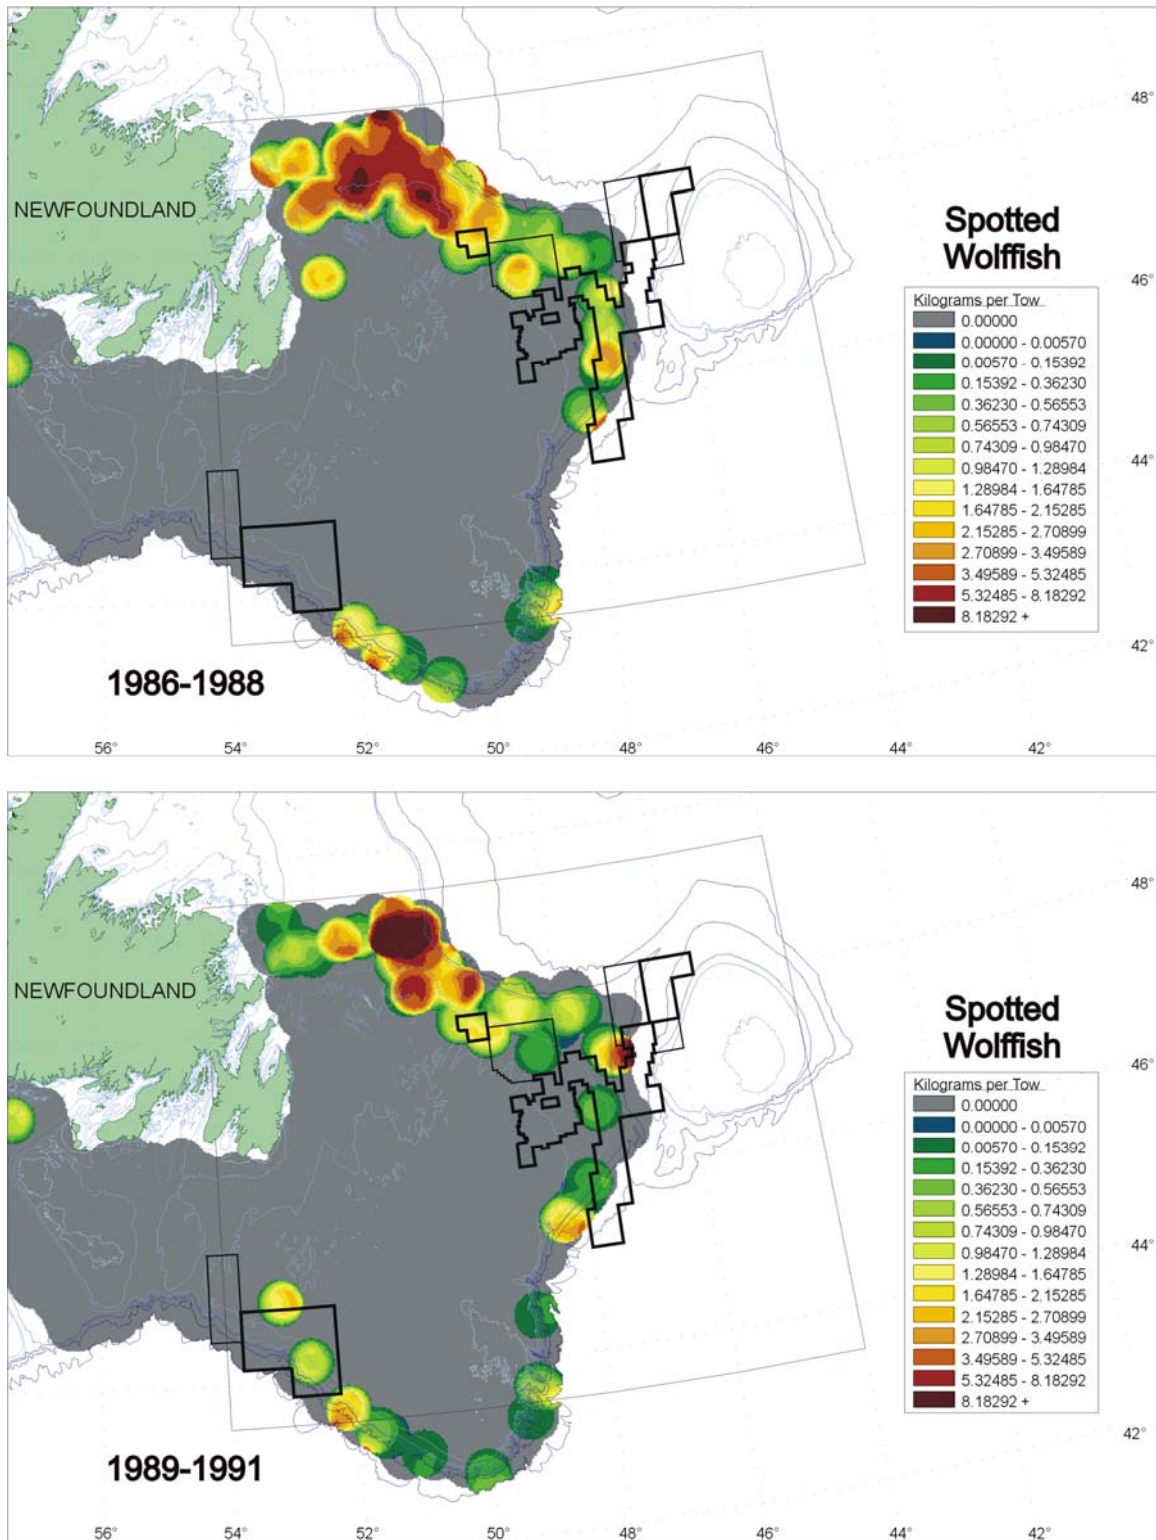 48°
NEWFOUNDLAND
Spotted
Wolffish
46°
Kilograms per Tow
0.00000
0.00000 - 0.00570
0.00570 - 0.15392
0.15392 - 0.36230
0.36230 - 0.56553
0.56553 - 0.74309
0.74309 - 0.98470
0.98470 - 1.28984
1.28984 - 1.64785
1.64785 - 2.15285
2.15285 - 2.70899
2.70899 - 3.49589
3.49589 - 5.32485
5.32485 - 8.18292
8.18292 +
44°
42°
1986-1988
56° 54° 52° 50° 48° 46° 44° 42°
48°
NEWFOUNDLAND
Spotted
Wolffish
46°
Kilograms per Tow
0.00000
0.00000 - 0.00570
0.00570 - 0.15392
0.15392 - 0.36230
0.36230 - 0.56553
0.56553 - 0.74309
0.74309 - 0.98470
0.98470 - 1.28984
1.28984 - 1.64785
1.64785 - 2.15285
2.15285 - 2.70899
2.70899 - 3.49589
3.49589 - 5.32485
5.32485 - 8.18292
8.18292 +
44°
42°
1989-1991
56° 54° 52° 50° 48° 46° 44° 42°